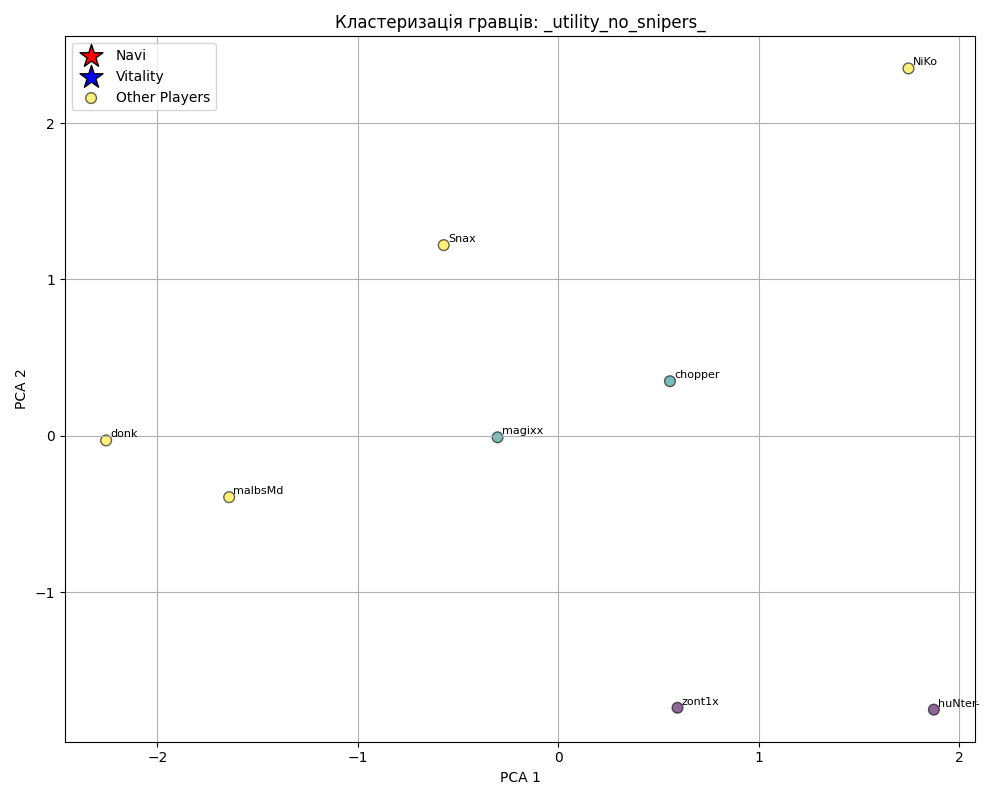 Кластеризація гравців: _utility_no_snipers_
Navi
Vitality
Other Players
NiKo
Snax
chopper
magixx
donk
malbsMd
zont1x
huNter-
2
1
0
−1
PCA 2
−2
−1
0
1
2
PCA 1